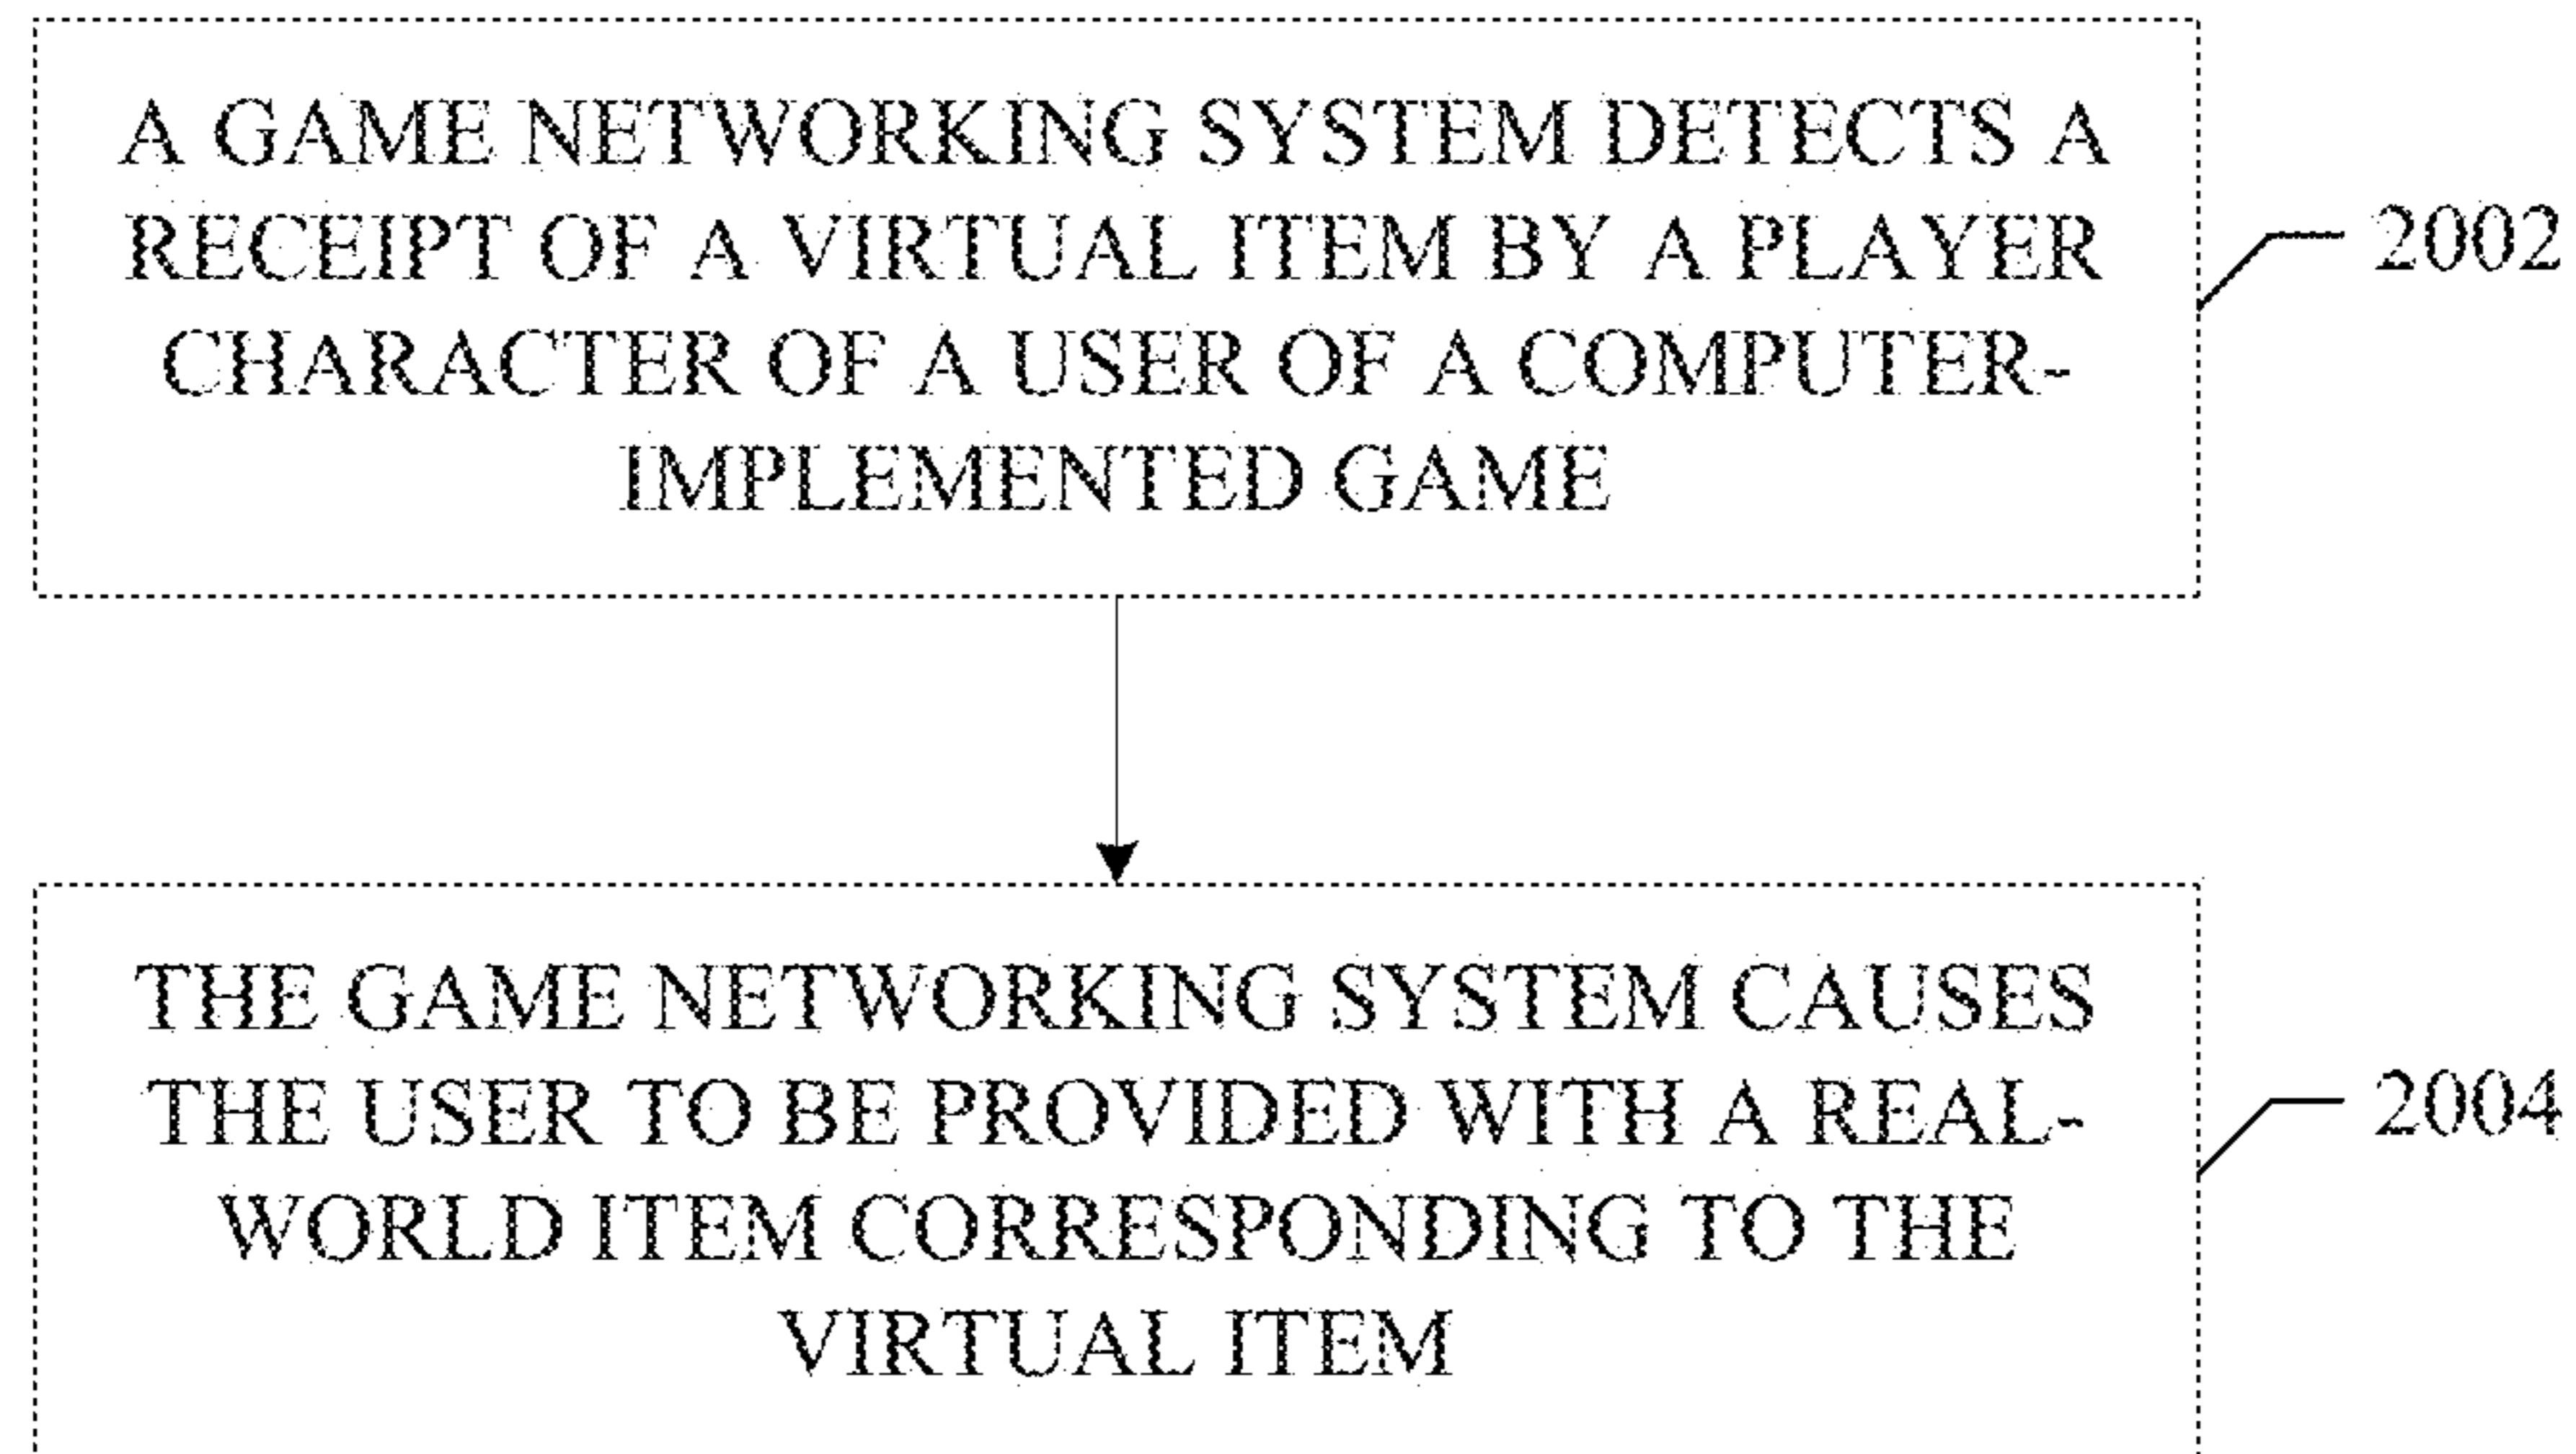 A GAME NETWORKING SYSTEM DETECTS A
RECEIPT OF A VIRTUAL ITEM BY A PLAYER
CHARACTER OF A USER OF A COMPUTER-
IMPLEMENTED GAME
2002
THE GAME NETWORKING SYSTEM CAUSES
THE USER TO BE PROVIDED WITH A REAL-
WORLD ITEM CORRESPONDING TO THE
VIRTUAL ITEM
2004